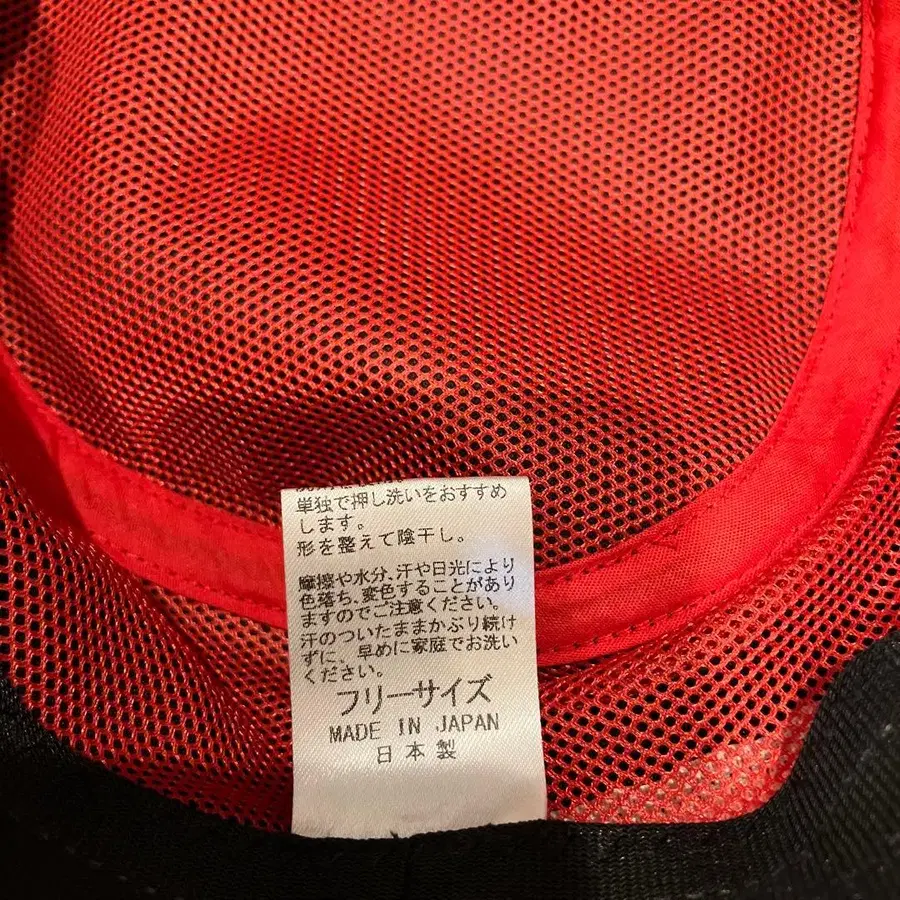 単独で押し洗いをおすすめ
します。
形を整えて陰干し。
摩擦や水分、汗や日光により
色落ち、変色することがあり
ますのでご注意ください。
汗のついたままかぶり続け
ずに、早めに家庭でお洗い
ください。
フリーサイズ
MADE IN JAPAN
日本製